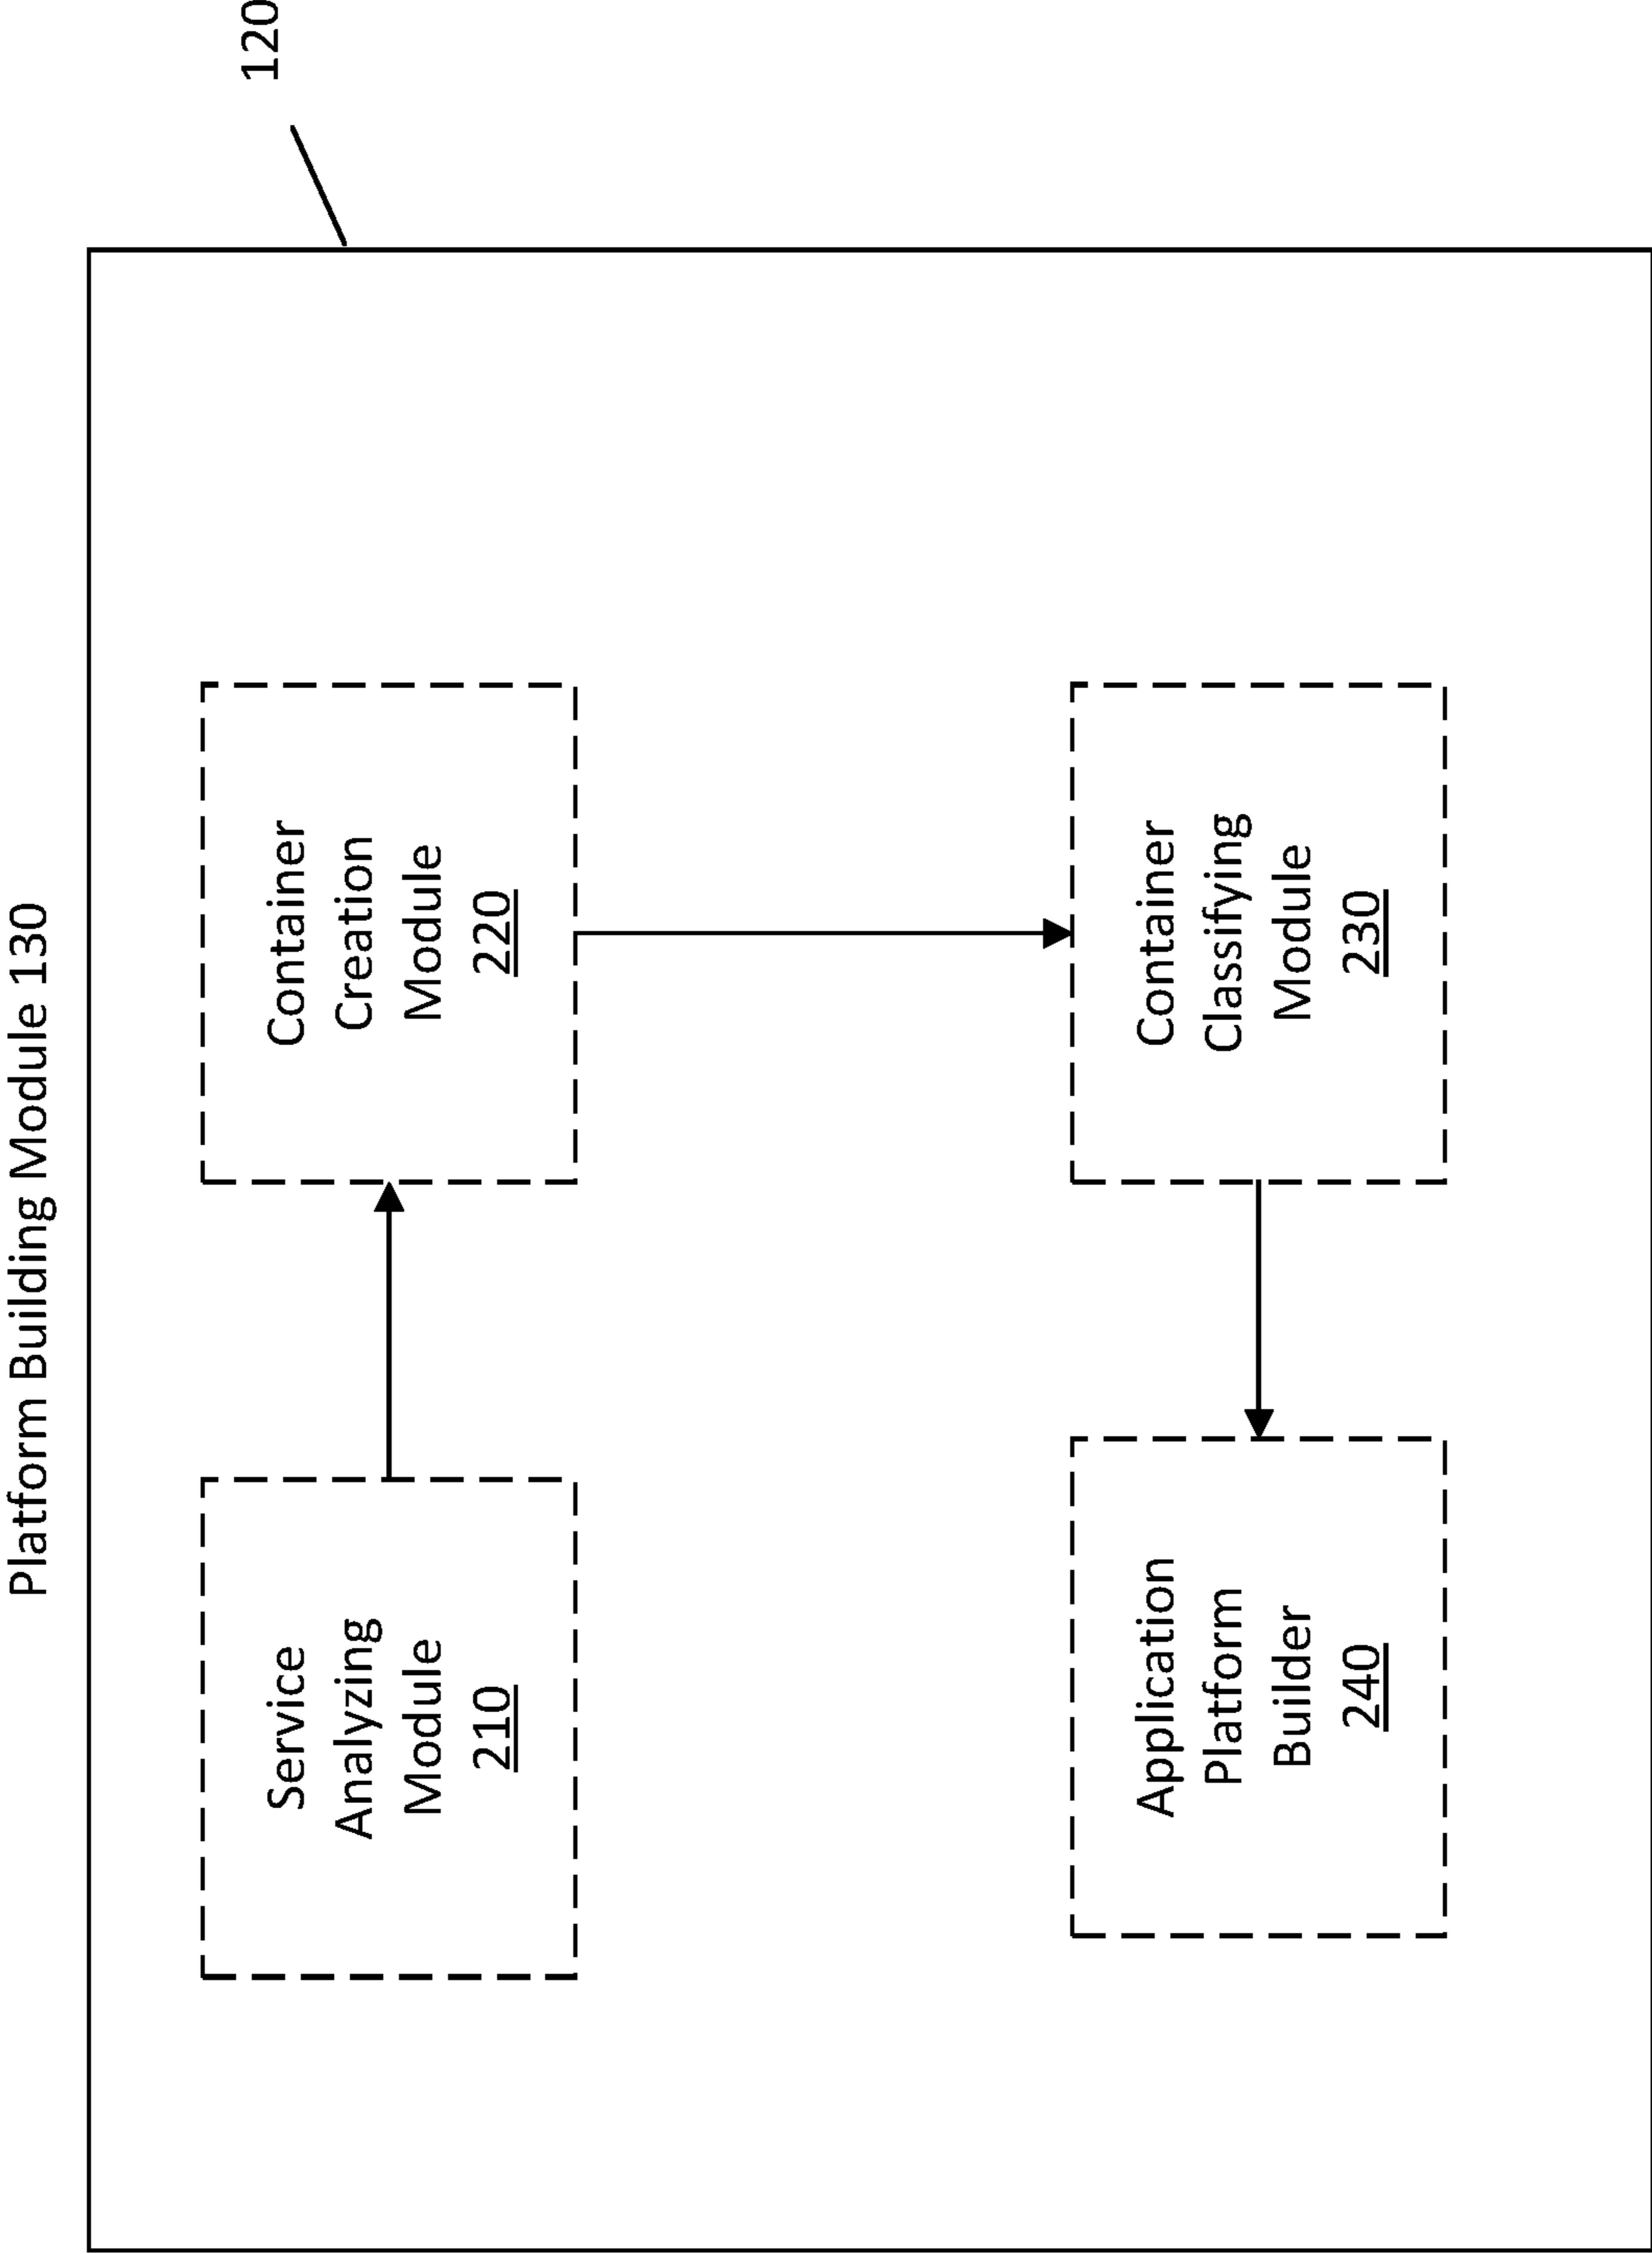 Platform Building Module 130
120
Service
Analyzing
Module
210
Container
Creation
Module
220
Application
Platform
Builder
240
Container
Classifying
Module
230